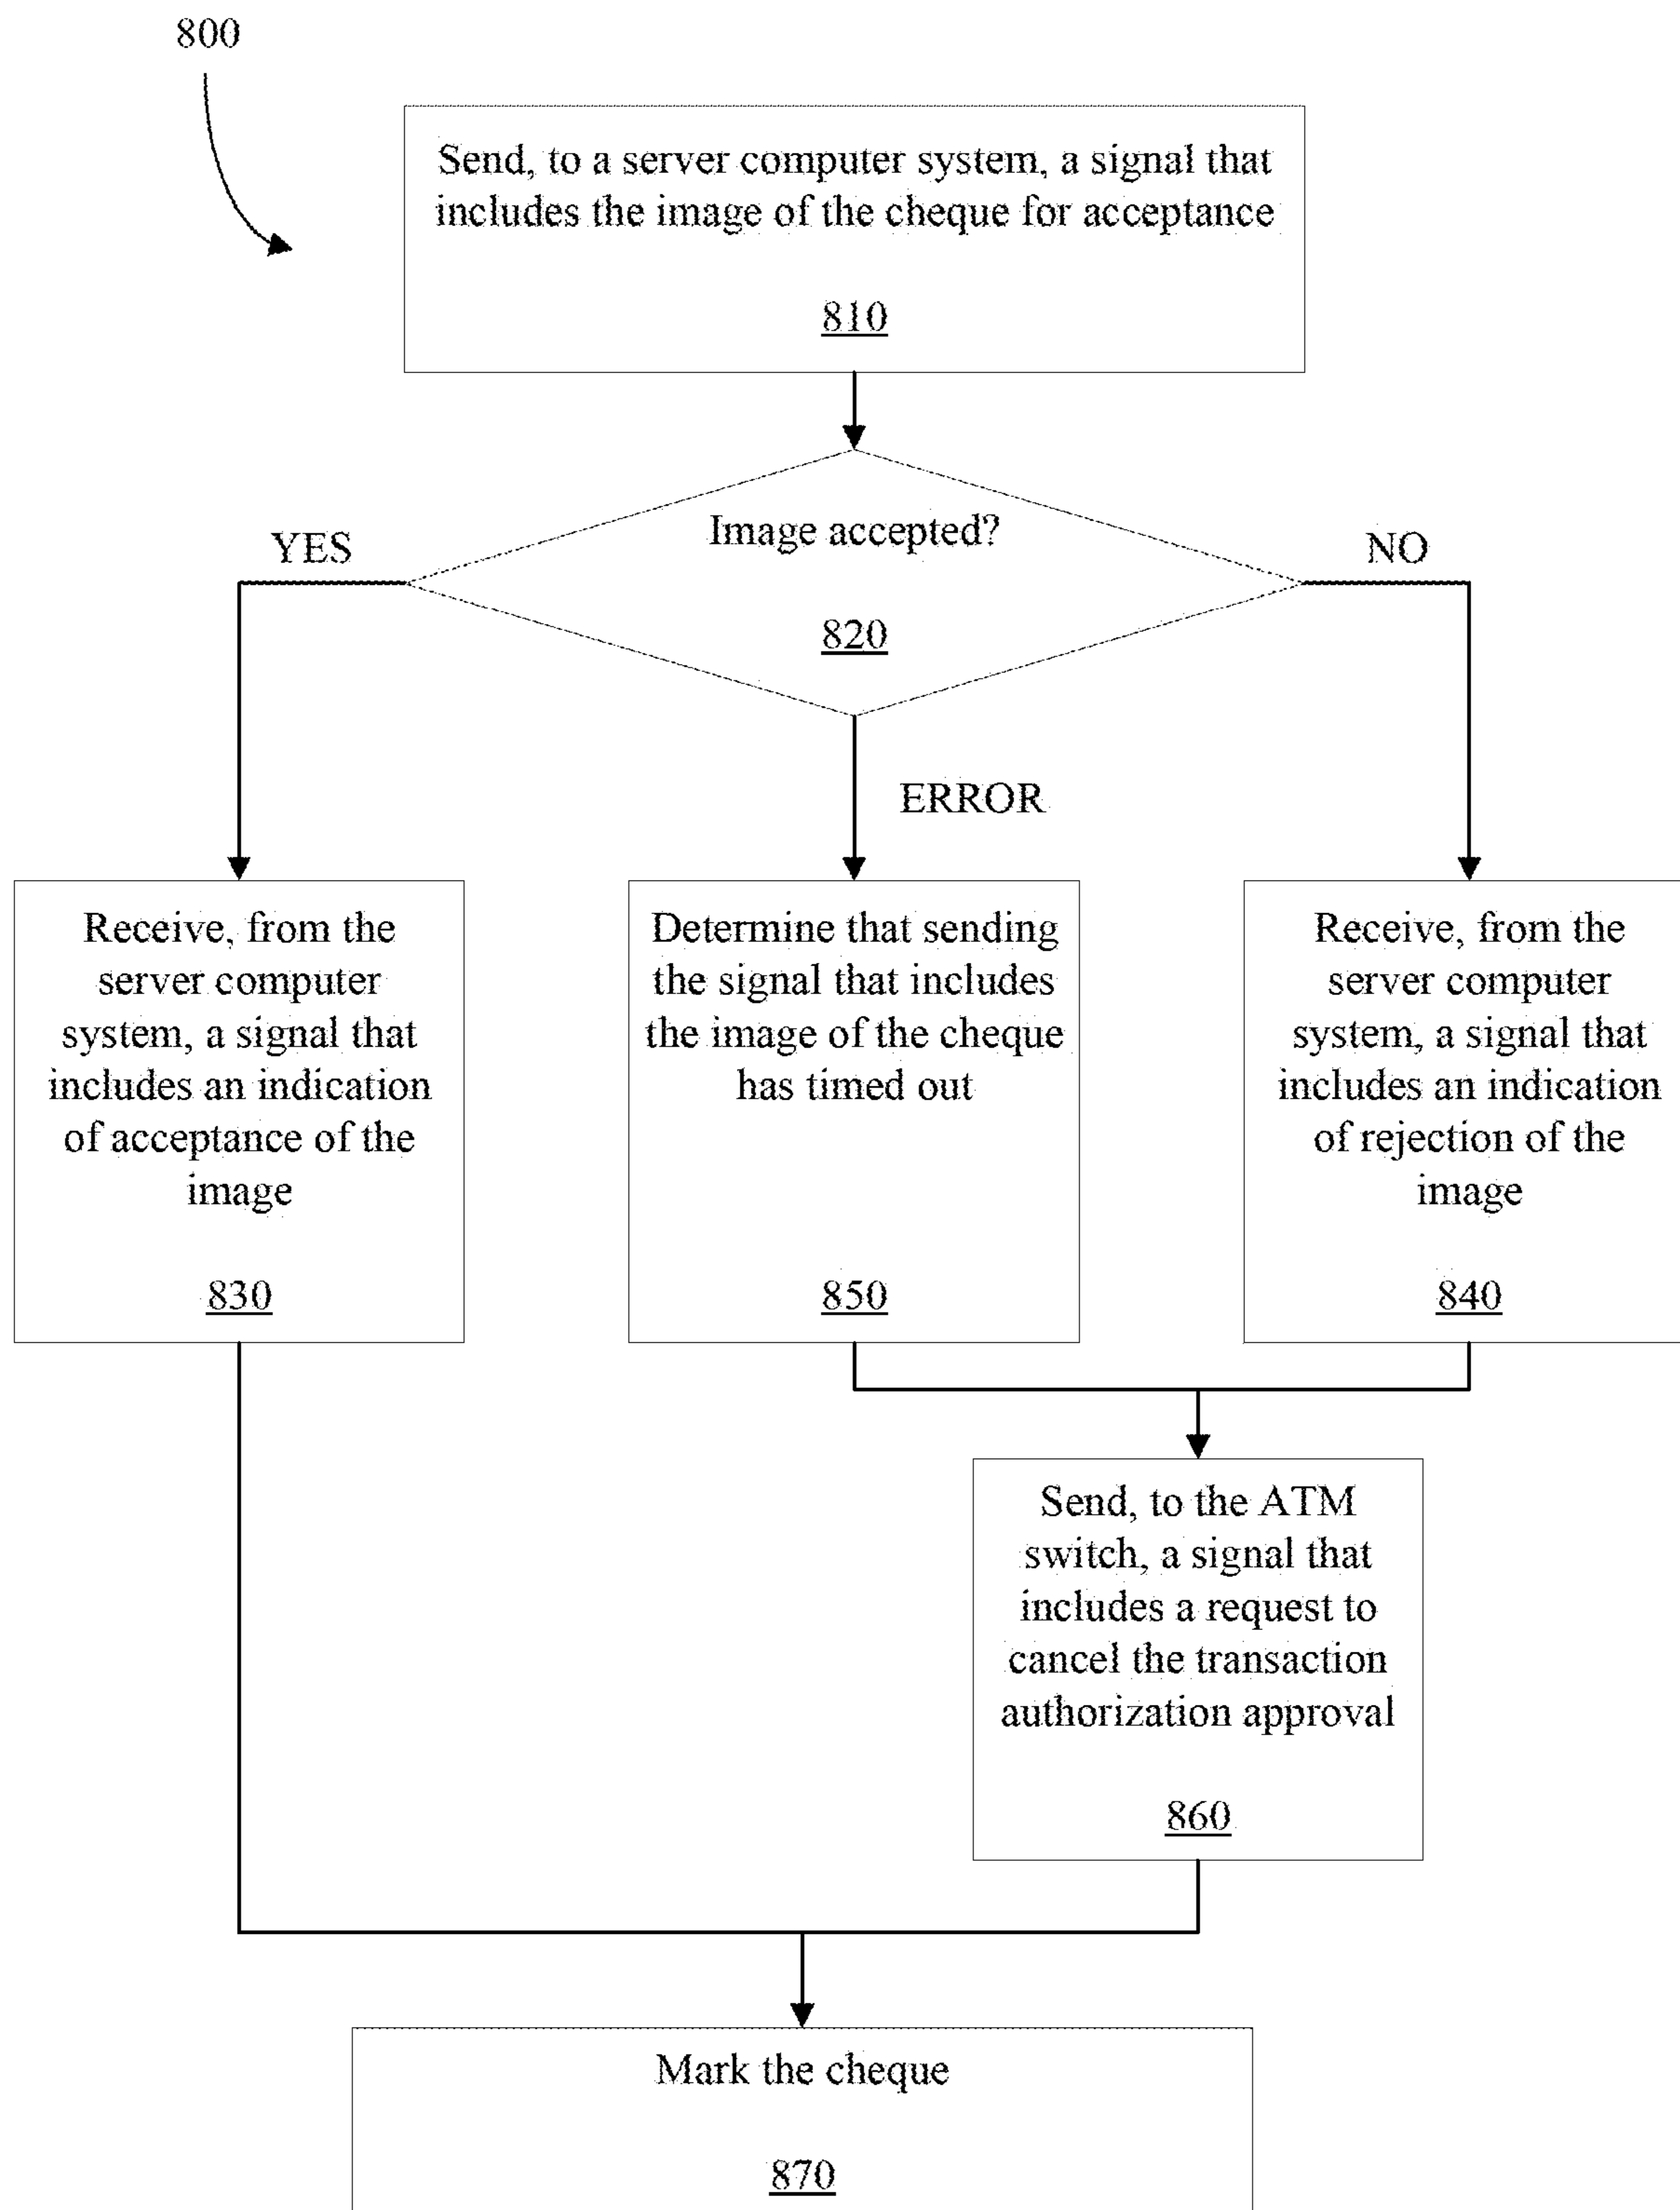 800
Send, to a server computer system, a signal that
includes the image of the cheque for acceptance
810
Image accepted?
820
YES
NO
ERROR
Receive, from the
server computer
system, a signal that
includes an indication
of acceptance of the
image
830
Determine that sending
the signal that includes
the image of the cheque
has timed out
850
Receive, from the
server computer
system, a signal that
includes an indication
of rejection of the
image
840
Send, to the ATM
switch, a signal that
includes a request to
cancel the transaction
authorization approval
860
Mark the cheque
870